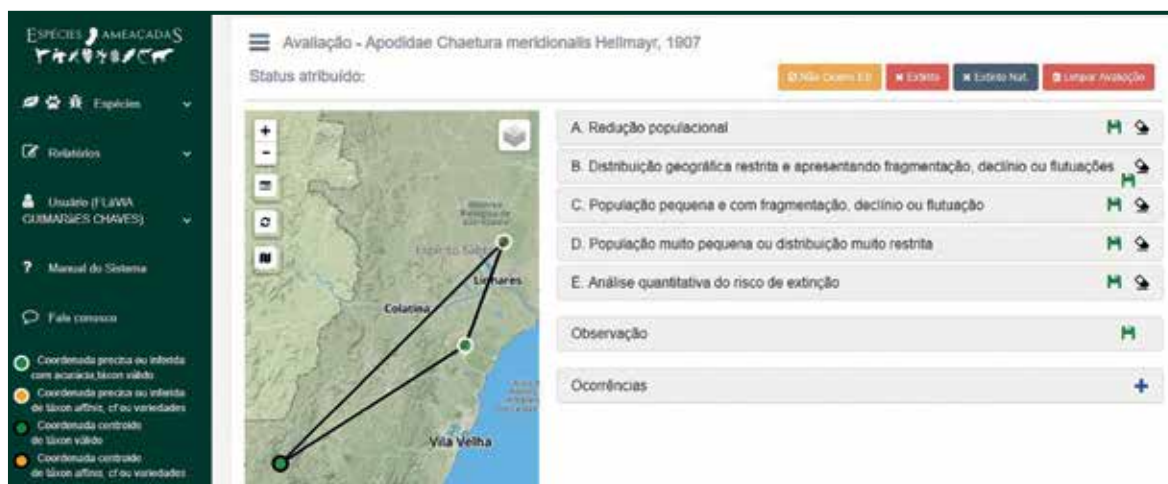 ESPÉCIES AMEAÇADAS
Espécies
Relatórios
Usuário (FLáVIA
GUIMARãES CHAVES)
Manual do Sistema
Fale conosco
Coordenada precisa ou inferida
com acurácia, táxon válido
Coordenada precisa ou inferida
de táxon affinis, cf ou variedades
Coordenada centroide
de táxon válido
Coordenada centroide
de táxon affinis, cf ou variedades
Avaliação - Apodidae Chaetura meridionalis Hellmayr, 1907
Status atribuído:
Extinto
Extinto Nat.
Limpar Avaliação
+
-
Espírito Santo
Linhares
Colatina
Vila Velha
A. Redução populacional
B. Distribuição geográfica restrita e apresentando fragmentação, declínio ou flutuações
C. População pequena e com fragmentação, declínio ou flutuação
D. População muito pequena ou distribuição muito restrita
E. Análise quantitativa do risco de extinção
Observação
Ocorrências